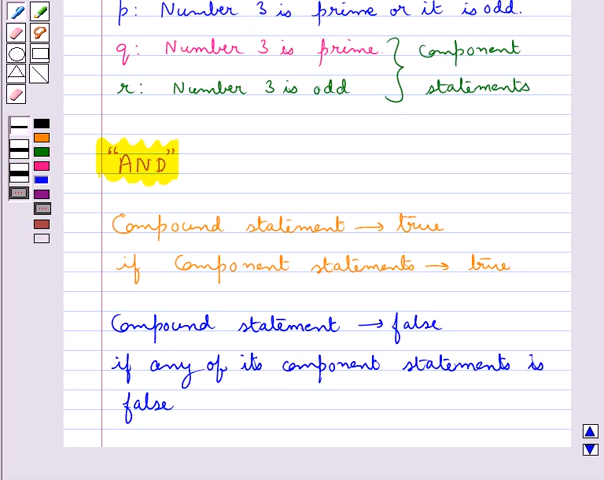 p: Number 3 is prime or it is odd.
q: Number 3 is prime } component
r: Number 3 is odd statements
"AND"
Compound statement → true
if Component statements → true
Compound statement → false
if any of its component statements is
false